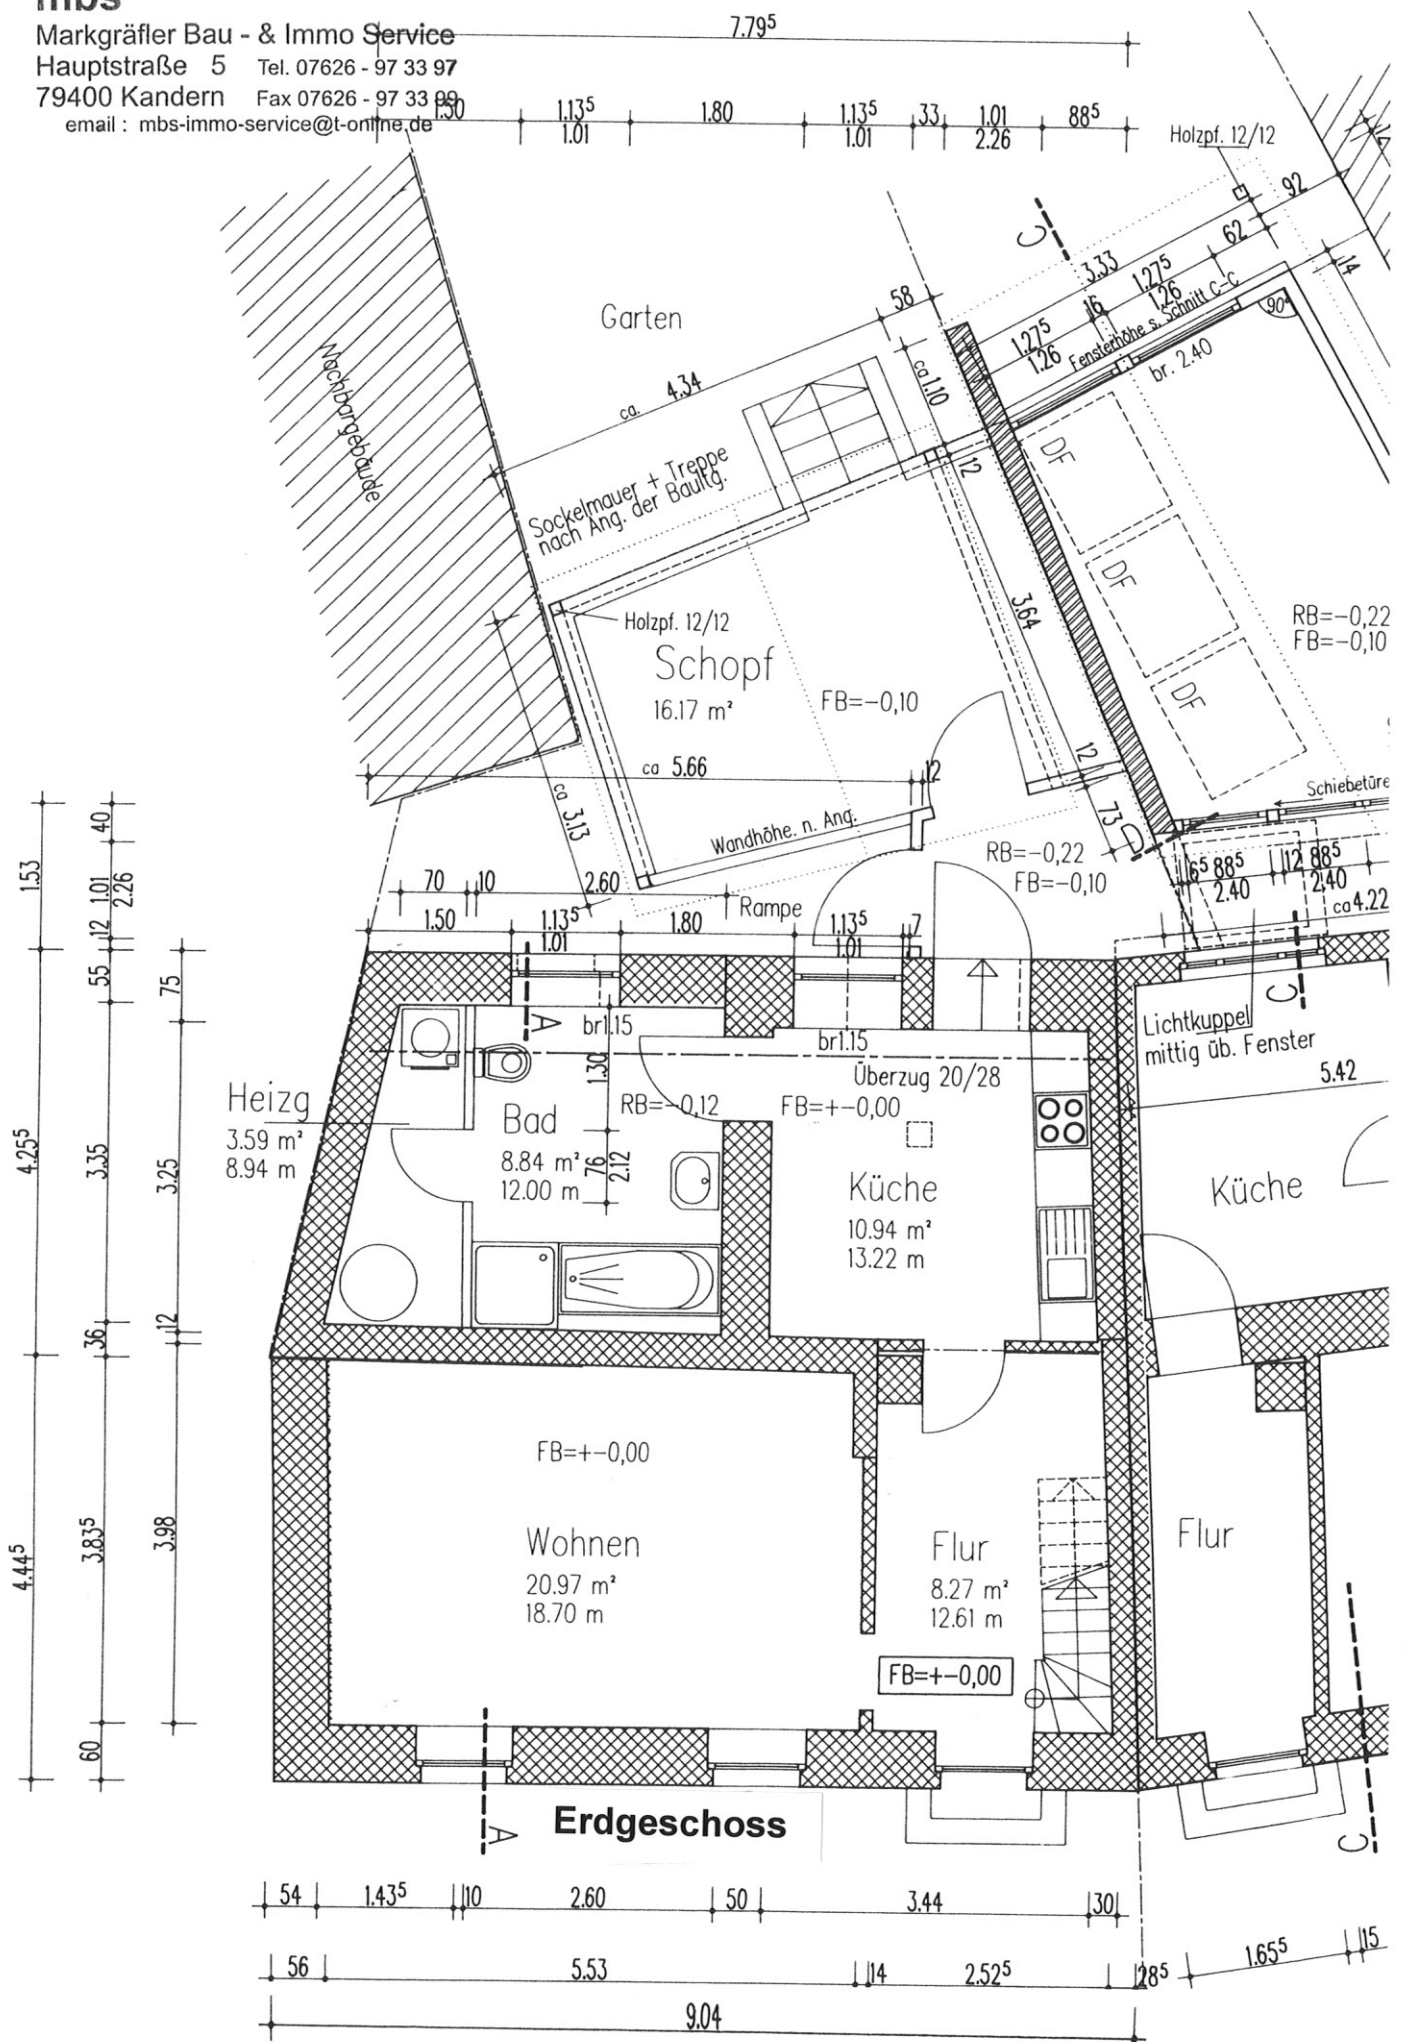 mbs
Markgräfler Bau - & Immo Service
Hauptstraße 5 Tel. 07626 - 97 33 97
79400 Kandern Fax 07626 - 97 33 99
email : mbs-immo-service@t-online.de
7.79⁵
1.50 1.13⁵ 1.80 1.13⁵ 33 1.01 88⁵
1.01 1.01 2.26
Holzpf. 12/12
92
62
14
3.33
C
1.27⁵ 16 1.27⁵
1.26 1.26
Fensterhöhe s. Schnitt C-C
90°
br. 2.40
Garten
58
ca. 4.34
ca 1.10
Nachbargebäude
Sockelmauer + Treppe
nach Ang. der Baultg.
12
DF
DF
DF
3.64
Holzpf. 12/12
Schopf
16.17 m²
FB=-0,10
RB=-0,22
FB=-0,10
ca 5.66 12
12
73
D
Schiebetüre
ca 3.13
Wandhöhe. n. Ang.
RB=-0,22
FB=-0,10
6⁵ 88⁵ 12 88⁵
2.40 2.40
ca 4.22
70 10 2.60
Rampe
1.50 1.13⁵ 1.80 1.13⁵ 7
1.01 1.01
1.53
40
1.01
2.26
12
55
75
4.25⁵
3.35
3.25
36
12
4.44⁵
3.83⁵
3.98
60
A
br1.15
br1.15
C
Lichtkuppel
mittig üb. Fenster
5.42
1.30
Überzug 20/28
Heizg
3.59 m²
8.94 m
RB=-0,12
FB=+-0,00
Bad
8.84 m²
12.00 m
76
2.12
Küche
10.94 m²
13.22 m
Küche
FB=+-0,00
Wohnen
20.97 m²
18.70 m
Flur
8.27 m²
12.61 m
Flur
FB=+-0,00
A
Erdgeschoss
C
54 1.43⁵ 10 2.60 50 3.44 30
56 5.53 14 2.52⁵ 28⁵ 1.65⁵ 15
9.04